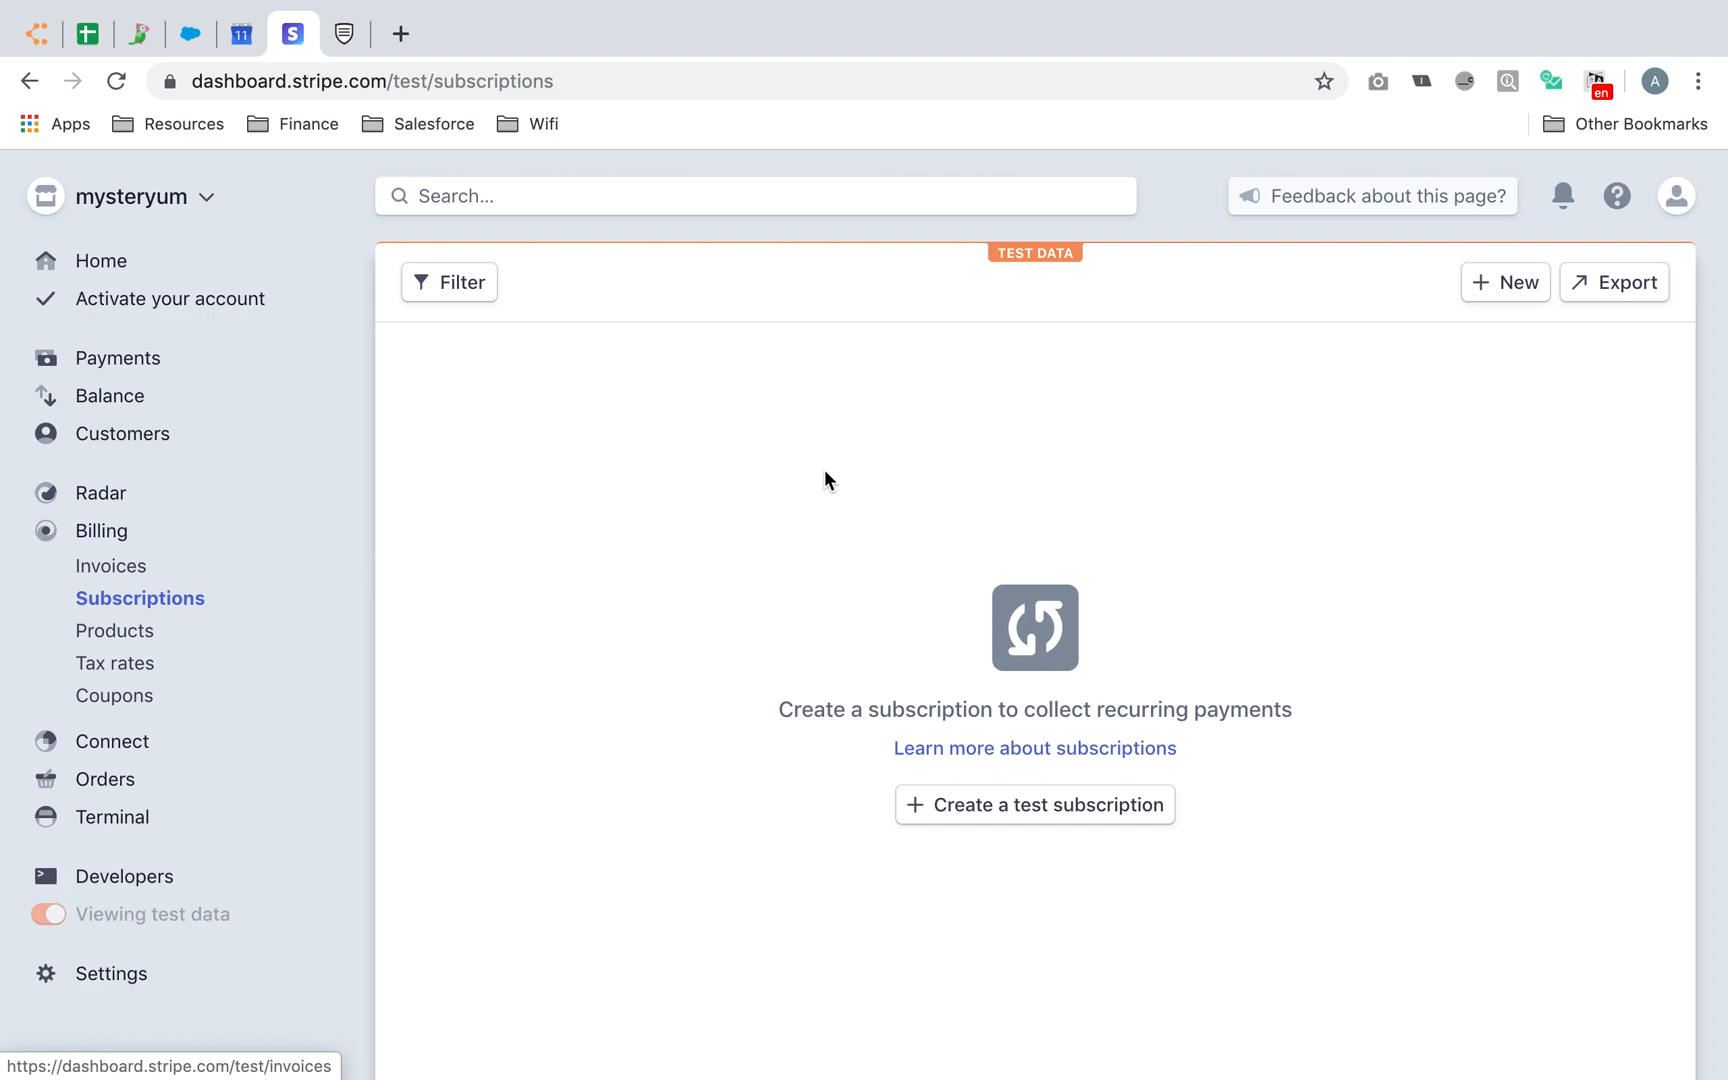 11
S
dashboard.stripe.com/test/subscriptions
en
A
Apps
Resources
Finance
Salesforce
Wifi
Other Bookmarks
mysteryum
Search...
Feedback about this page?
Home
Activate your account
Payments
Balance
Customers
Radar
Billing
Invoices
Subscriptions
Products
Tax rates
Coupons
Connect
Orders
Terminal
Developers
Viewing test data
Settings
TEST DATA
Filter
New
Export
Create a subscription to collect recurring payments
Learn more about subscriptions
Create a test subscription
https://dashboard.stripe.com/test/invoices